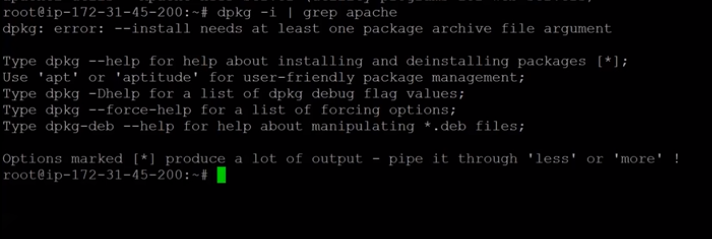 root@ip-172-31-45-200:~# dpkg -i | grep apache
dpkg: error: --install needs at least one package archive file argument
Type dpkg --help for help about installing and deinstalling packages [*];
Use 'apt' or 'aptitude' for user-friendly package management;
Type dpkg -Dhelp for a list of dpkg debug flag values;
Type dpkg --force-help for a list of forcing options;
Type dpkg-deb --help for help about manipulating *.deb files;
Options marked [*] produce a lot of output - pipe it through 'less' or 'more' !
root@ip-172-31-45-200:~#